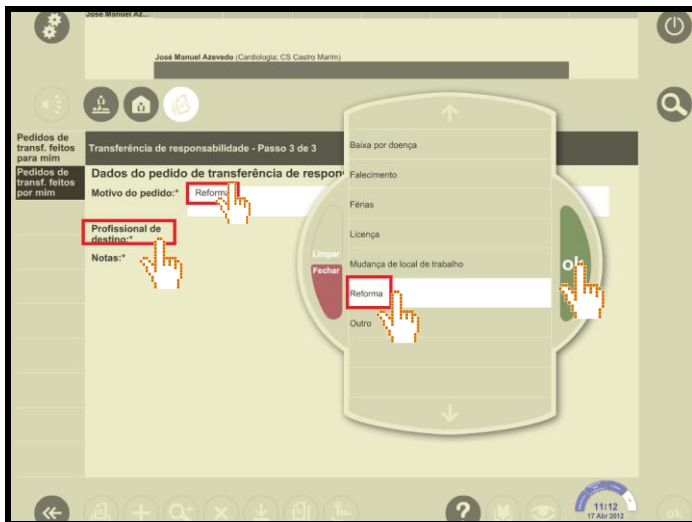 José Manuel Az...
José Manuel Azevedo (Cardiologia; CS Castro Marim)
Pedidos de
transf. feitos
para mim
Transferência de responsabilidade - Passo 3 de 3
Pedidos de
transf. feitos
por mim
Dados do pedido de transferência de respon
Motivo do pedido:*
Reforma
Profissional de
destino:*
Notas:*
Limpar
Fechar
Baixa por doença
Falecimento
Férias
Licença
Mudança de local de trabalho
Reforma
Outro
ok
?
11:12
17 Abr 2012
ok